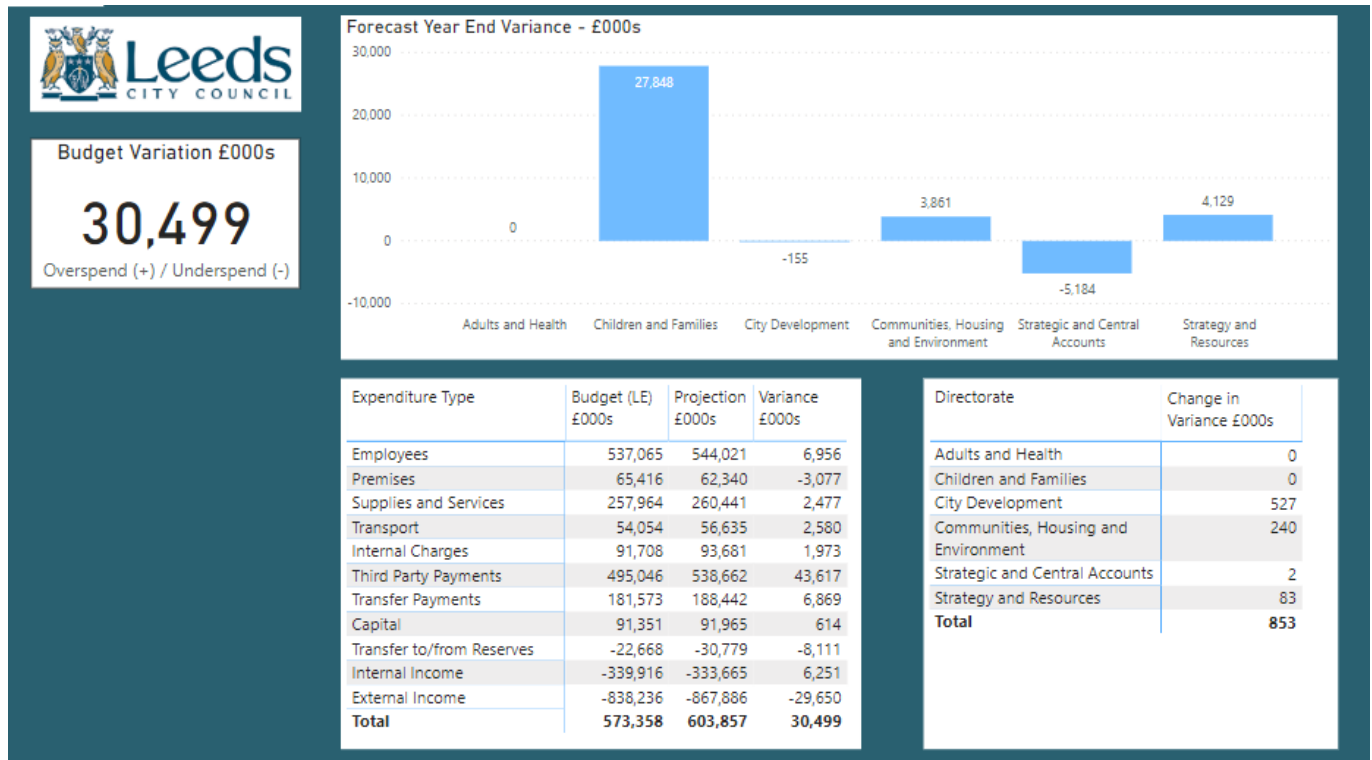 Leeds
CITY COUNCIL
Budget Variation £000s
30,499
Overspend (+) / Underspend (-)
Forecast Year End Variance - £000s
30,000
20,000
10,000
0
-10,000
0
27,848
-155
3,861
-5,184
4,129
Adults and Health
Children and Families
City Development
Communities, Housing
and Environment
Strategic and Central
Accounts
Strategy and
Resources
Expenditure Type Budget (LE) Projection Variance
£000s £000s £000s
Employees 537,065 544,021 6,956
Premises 65,416 62,340 -3,077
Supplies and Services 257,964 260,441 2,477
Transport 54,054 56,635 2,580
Internal Charges 91,708 93,681 1,973
Third Party Payments 495,046 538,662 43,617
Transfer Payments 181,573 188,442 6,869
Capital 91,351 91,965 614
Transfer to/from Reserves -22,668 -30,779 -8,111
Internal Income -339,916 -333,665 6,251
External Income -838,236 -867,886 -29,650
Total 573,358 603,857 30,499
Directorate Change in
Variance £000s
Adults and Health 0
Children and Families 0
City Development 527
Communities, Housing and 240
Environment
Strategic and Central Accounts 2
Strategy and Resources 83
Total 853